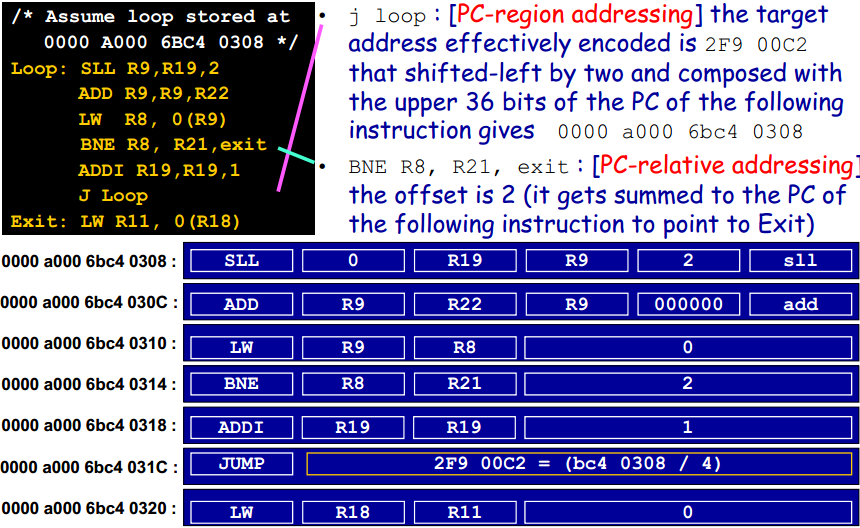 /* Assume loop stored at
0000 A000 6BC4 0308 */
Loop: SLL R9,R19,2
ADD R9,R9,R22
LW R8, 0(R9)
BNE R8, R21,exit
ADDI R19,R19,1
J Loop
Exit: LW R11, 0(R18)
• j loop : [PC-region addressing] the target
address effectively encoded is 2F9 00C2
that shifted-left by two and composed with
the upper 36 bits of the PC of the following
instruction gives 0000 a000 6bc4 0308
• BNE R8, R21, exit : [PC-relative addressing]
the offset is 2 (it gets summed to the PC of
the following instruction to point to Exit)
0000 a000 6bc4 0308 : SLL 0 R19 R9 2 sll
0000 a000 6bc4 030C : ADD R9 R22 R9 000000 add
0000 a000 6bc4 0310 : LW R9 R8 0
0000 a000 6bc4 0314 : BNE R8 R21 2
0000 a000 6bc4 0318 : ADDI R19 R19 1
0000 a000 6bc4 031C : JUMP 2F9 00C2 = (bc4 0308 / 4)
0000 a000 6bc4 0320 : LW R18 R11 0